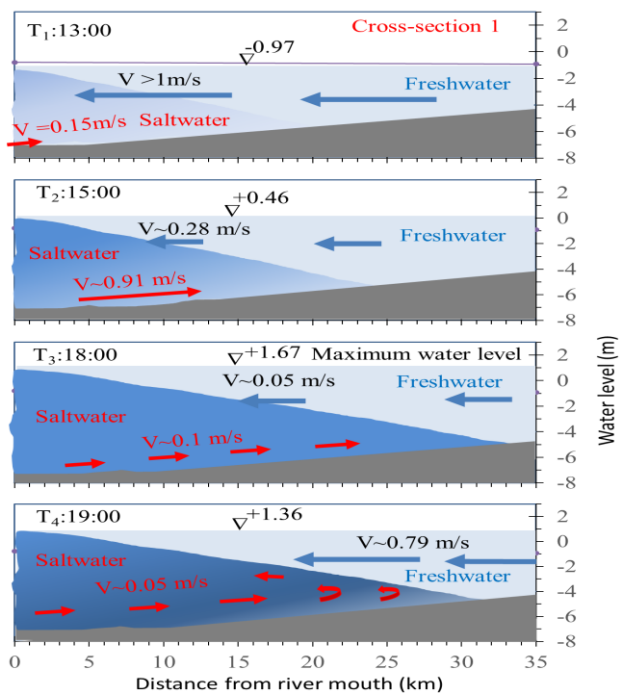 T1:13:00
-0.97
Cross-section 1
V >1m/s
Freshwater
V =0.15m/s
Saltwater
2
0
-2
-4
-6
-8
T2:15:00
+0.46
V~0.28 m/s
Freshwater
Saltwater
V~0.91 m/s
2
0
-2
-4
-6
-8
T3:18:00
+1.67
Maximum water level
V~0.05 m/s
Freshwater
Saltwater
V~0.1 m/s
2
0
-2
-4
-6
-8
T4:19:00
+1.36
V~0.79 m/s
Saltwater
Freshwater
V~0.05 m/s
2
0
-2
-4
-6
-8
Water level (m)
0 5 10 15 20 25 30 35
Distance from river mouth (km)